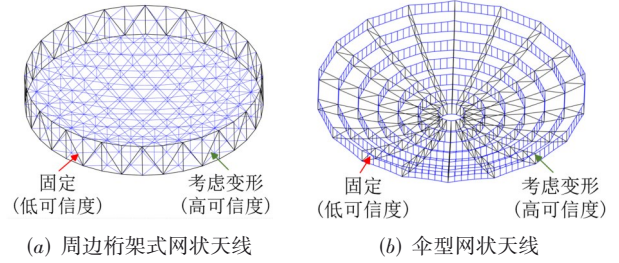 固定
(低可信度)
考虑变形
(高可信度)
固定
(低可信度)
考虑变形
(高可信度)
(a) 周边桁架式网状天线
(b) 伞型网状天线